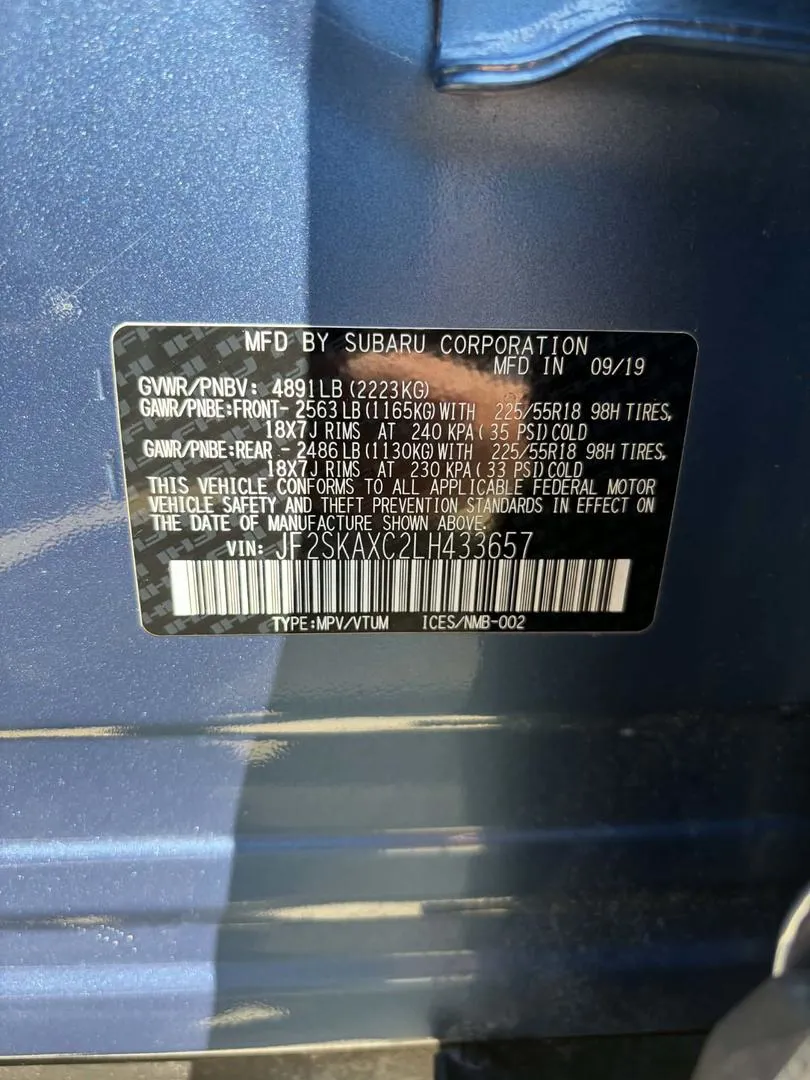 MFD BY SUBARU CORPORATION
MFD IN 09/19
GVWR/PNBV: 4891LB(2223KG)
GAWR/PNBE:FRONT- 2563LB(1165KG)WITH 225/55R18 98H TIRES,
18X7J RIMS AT 240 KPA( 35 PSI)COLD
GAWR/PNBE:REAR - 2486LB(1130KG)WITH 225/55R18 98H TIRES,
18X7J RIMS AT 230 KPA( 33 PSI)COLD
THIS VEHICLE CONFORMS TO ALL APPLICABLE FEDERAL MOTOR
VEHICLE SAFETY AND THEFT PREVENTION STANDARDS IN EFFECT ON
THE DATE OF MANUFACTURE SHOWN ABOVE.
VIN: JF2SKAXC2LH433657
TYPE:MPV/VTUM ICES/NMB-002